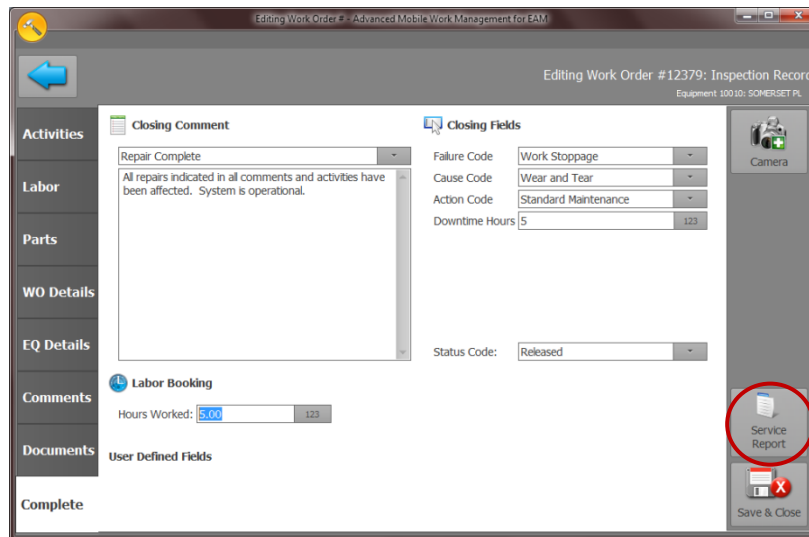 Editing Work Order # - Advanced Mobile Work Management for EAM
Editing Work Order #12379: Inspection Record
Equipment 10010: SOMERSET PL
Activities
Labor
Parts
WO Details
EQ Details
Comments
Documents
Complete
Closing Comment
Repair Complete
All repairs indicated in all comments and activities have
been affected. System is operational.
Labor Booking
Hours Worked: 5.00 123
User Defined Fields
Closing Fields
Failure Code Work Stoppage
Cause Code Wear and Tear
Action Code Standard Maintenance
Downtime Hours 5 123
Status Code: Released
Camera
Service
Report
Save & Close